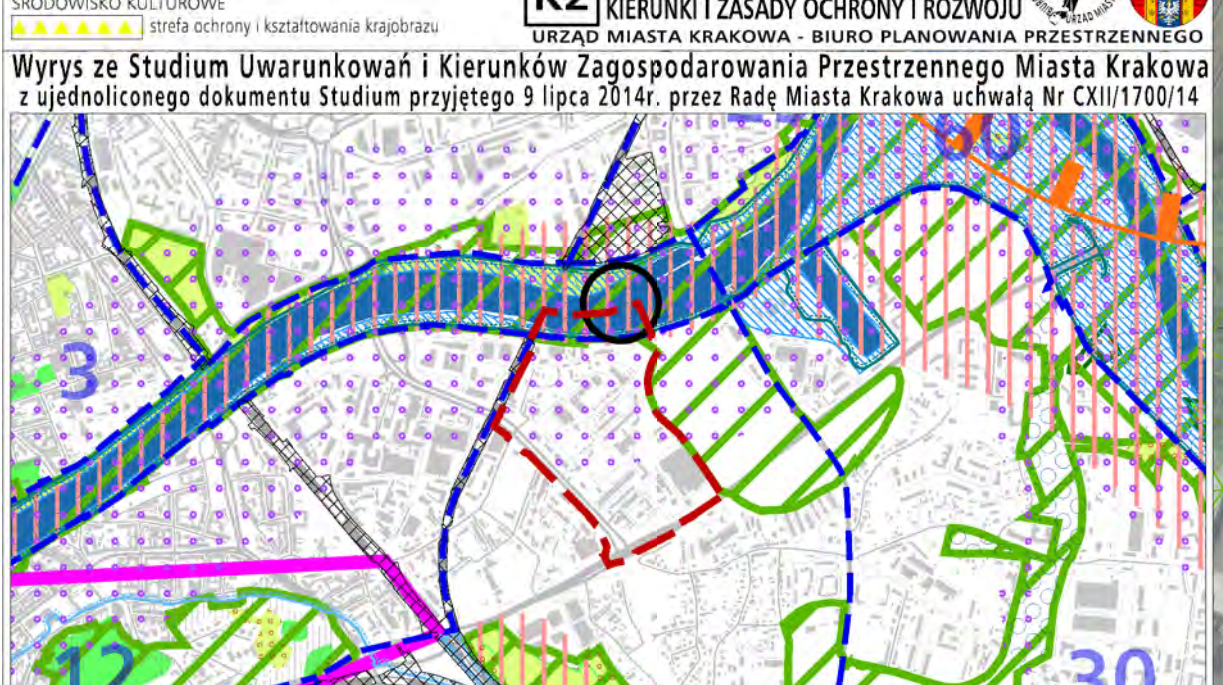 ŚRODOWISKO KULTUROWE
strefa ochrony i kształtowania krajobrazu
K2
KIERUNKI I ZASADY OCHRONY I ROZWOJU
URZĄD MIASTA KRAKOWA - BIURO PLANOWANIA PRZESTRZENNEGO
Wyrys ze Studium Uwarunkowań i Kierunków Zagospodarowania Przestrzennego Miasta Krakowa
z ujednoliconego dokumentu Studium przyjętego 9 lipca 2014r. przez Radę Miasta Krakowa uchwałą Nr CXII/1700/14
60
3
12
30